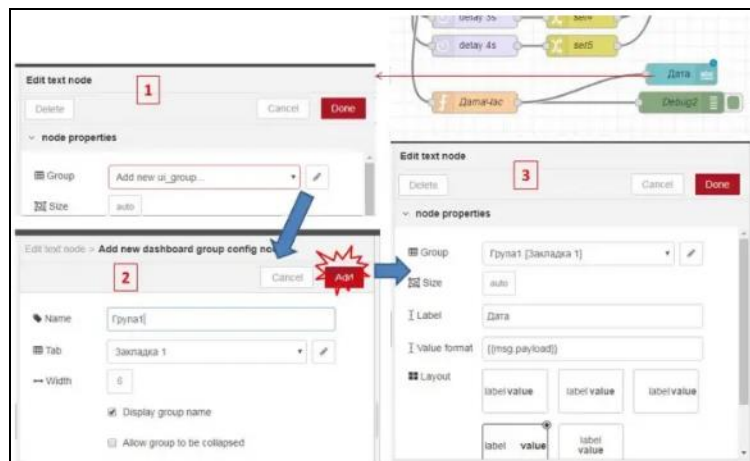 delay 3s set4
delay 4s set5
Дата
ДатаЧас Debug2
Edit text node
1
Delete Cancel Done
node properties
Group Add new ui_group...
Size auto
Edit text node > Add new dashboard group config node
2
Cancel Add
Name Група1
Tab Закладка 1
Width 6
Display group name
Allow group to be collapsed
Edit text node
3
Delete Cancel Done
node properties
Group Група1 [Закладка 1]
Size auto
Label Дата
Value format {{msg.payload}}
Layout
label value label value label value
label value label
value